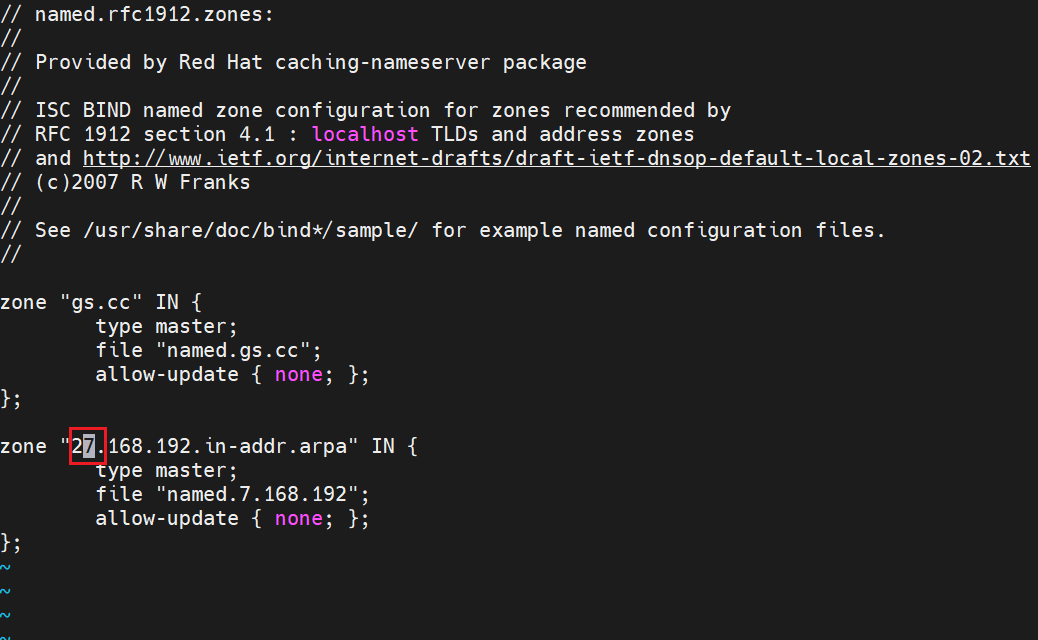 // named.rfc1912.zones:
//
// Provided by Red Hat caching-nameserver package
//
// ISC BIND named zone configuration for zones recommended by
// RFC 1912 section 4.1 : localhost TLDs and address zones
// and http://www.ietf.org/internet-drafts/draft-ietf-dnsop-default-local-zones-02.txt
// (c)2007 R W Franks
//
// See /usr/share/doc/bind*/sample/ for example named configuration files.
//
zone "gs.cc" IN {
        type master;
        file "named.gs.cc";
        allow-update { none; };
};
zone "27.168.192.in-addr.arpa" IN {
        type master;
        file "named.7.168.192";
        allow-update { none; };
};
~
~
~
~